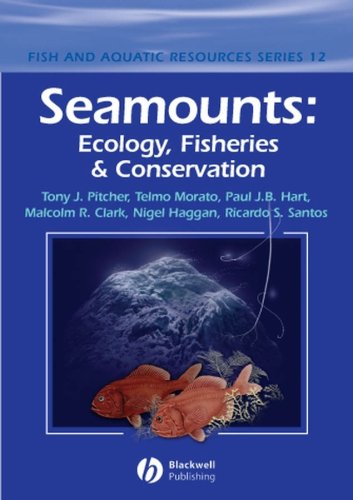 FISH AND AQUATIC RESOURCES SERIES 12
Seamounts:
Ecology, Fisheries
& Conservation
Tony J. Pitcher, Telmo Morato, Paul J.B. Hart,
Malcolm R. Clark, Nigel Haggan, Ricardo S. Santos
Blackwell
Publishing